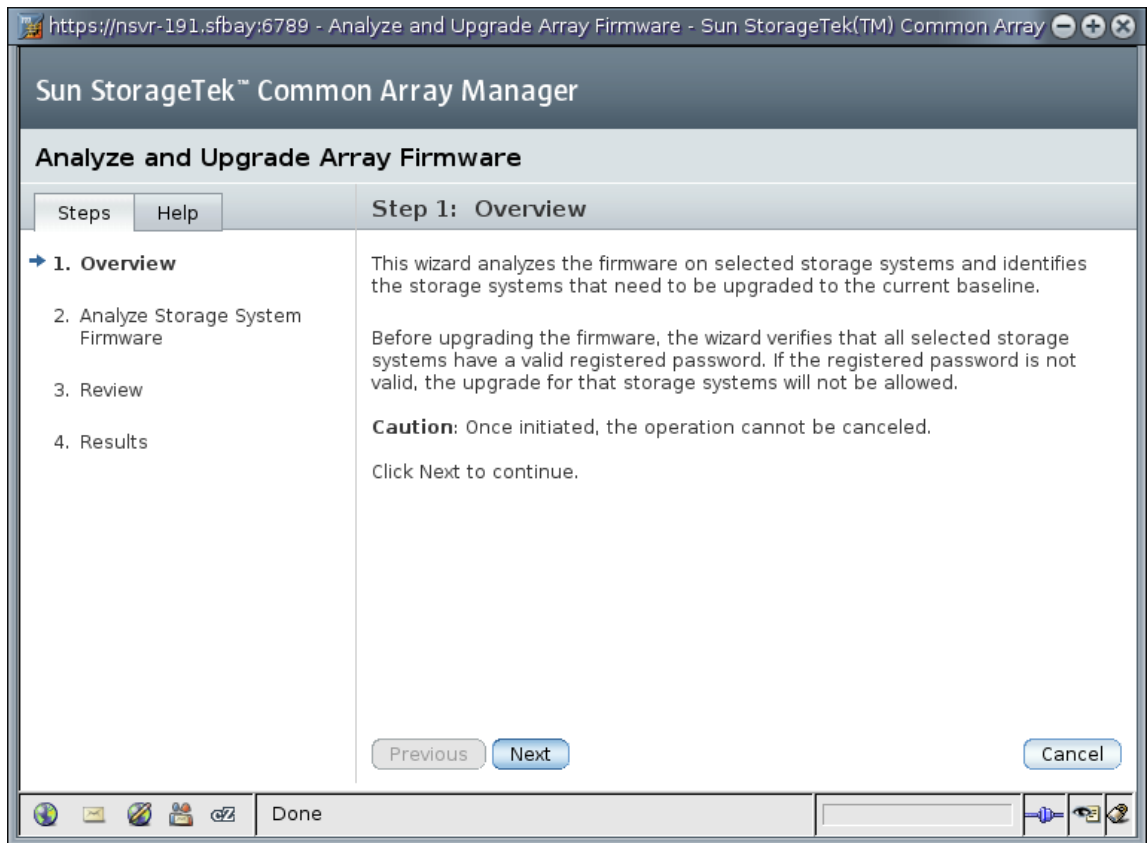 https://nsvr-191.sfbay:6789 - Analyze and Upgrade Array Firmware - Sun StorageTek(TM) Common Array
Sun StorageTek™ Common Array Manager
Analyze and Upgrade Array Firmware
Steps
Help
Step 1: Overview
1. Overview
2. Analyze Storage System
Firmware
3. Review
4. Results
This wizard analyzes the firmware on selected storage systems and identifies
the storage systems that need to be upgraded to the current baseline.
Before upgrading the firmware, the wizard verifies that all selected storage
systems have a valid registered password. If the registered password is not
valid, the upgrade for that storage systems will not be allowed.
Caution: Once initiated, the operation cannot be canceled.
Click Next to continue.
Previous
Next
Cancel
cZ
Done